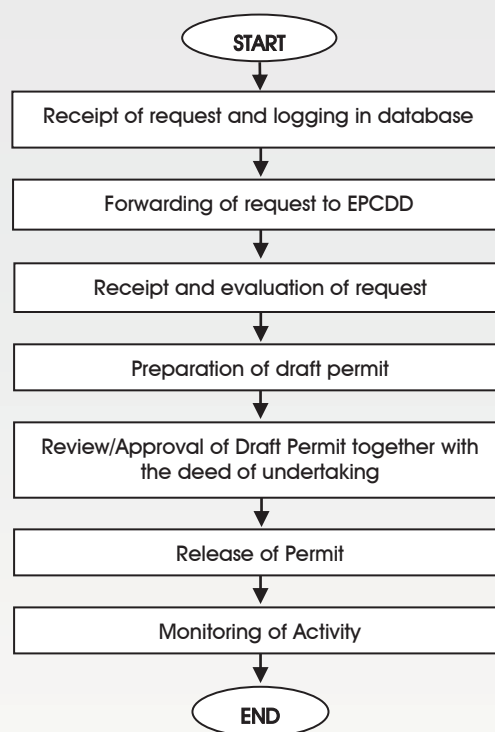 START
Receipt of request and logging in database
Forwarding of request to EPCDD
Receipt and evaluation of request
Preparation of draft permit
Review/Approval of Draft Permit together with
the deed of undertaking
Release of Permit
Monitoring of Activity
END